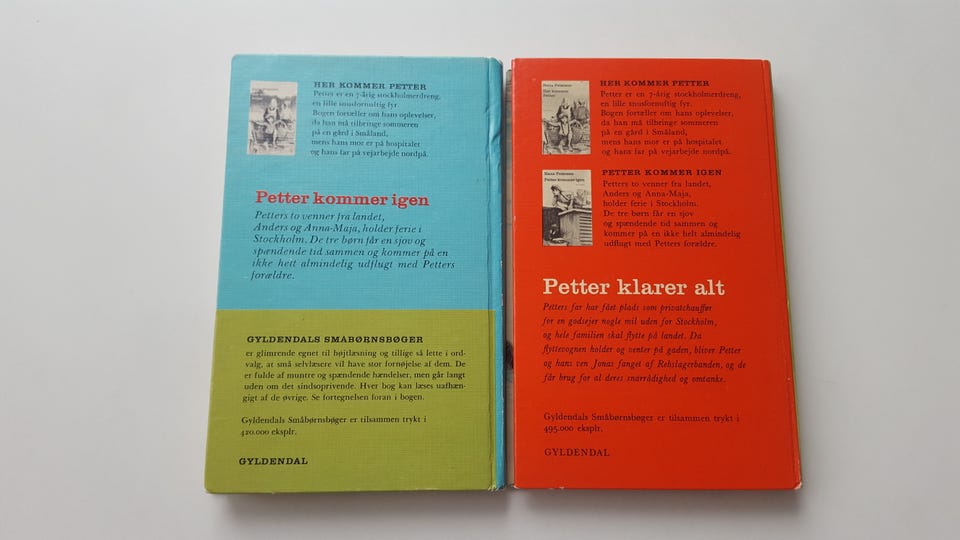 HER KOMMER PETTER
Petter er en 7-årig stockholmerdreng,
en lille snusfornuftig fyr.
Bogen fortæller om hans oplevelser,
da han må tilbringe sommeren
på en gård i Småland,
mens hans mor er på hospitalet
og hans far på vejarbejde nordpå.
Petter kommer igen
Petters to venner fra landet,
Anders og Anna-Maja, holder ferie i
Stockholm. De tre børn får en sjov og
spændende tid sammen og kommer på en
ikke helt almindelig udflugt med Petters
forældre.
GYLDENDALS SMÅBØRNSBØGER
er glimrende egnet til højtlæsning og tillige så lette i ord-
valg, at små selvlæsere vil have stor fornøjelse af dem. De
er fulde af muntre og spændende hændelser, men går langt
uden om det sindsoprivende. Hver bog kan læses uafhæn-
gigt af de øvrige. Se fortegnelsen foran i bogen.
Gyldendals Småbørnsbøger er tilsammen trykt i
420.000 eksplr.
GYLDENDAL
Hans Peterson
Her kommer
Petter
HER KOMMER PETTER
Petter er en 7-årig stockholmerdreng,
en lille snusfornuftig fyr.
Bogen fortæller om hans oplevelser,
da han må tilbringe sommeren
på en gård i Småland,
mens hans mor er på hospitalet
og hans far på vejarbejde nordpå.
Hans Peterson
Petter kommer igen
PETTER KOMMER IGEN
Petters to venner fra landet,
Anders og Anna-Maja,
holder ferie i Stockholm.
De tre børn får en sjov
og spændende tid sammen og
kommer på en ikke helt almindelig
udflugt med Petters forældre.
Petter klarer alt
Petters far har fået plads som privatchauffør
for en godsejer nogle mil uden for Stockholm,
og hele familien skal flytte på landet. Da
flyttevognen holder og venter på gaden, bliver Petter
og hans ven Jonas fanget af Rebslagerbanden, og de
får brug for al deres snarrådighed og omtanke.
Gyldendals Småbørnsbøger er tilsammen trykt i
495.000 eksplr.
GYLDENDAL